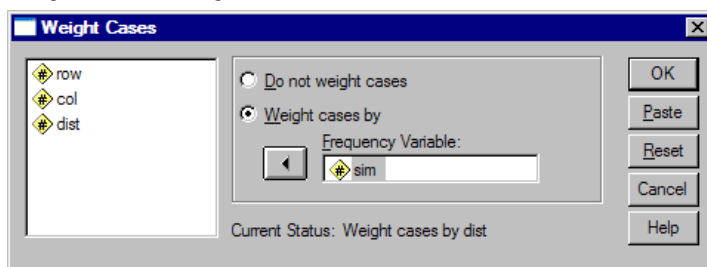 Weight Cases
row
col
dist
Do not weight cases
Weight cases by
Frequency Variable:
sim
Current Status: Weight cases by dist
OK
Paste
Reset
Cancel
Help